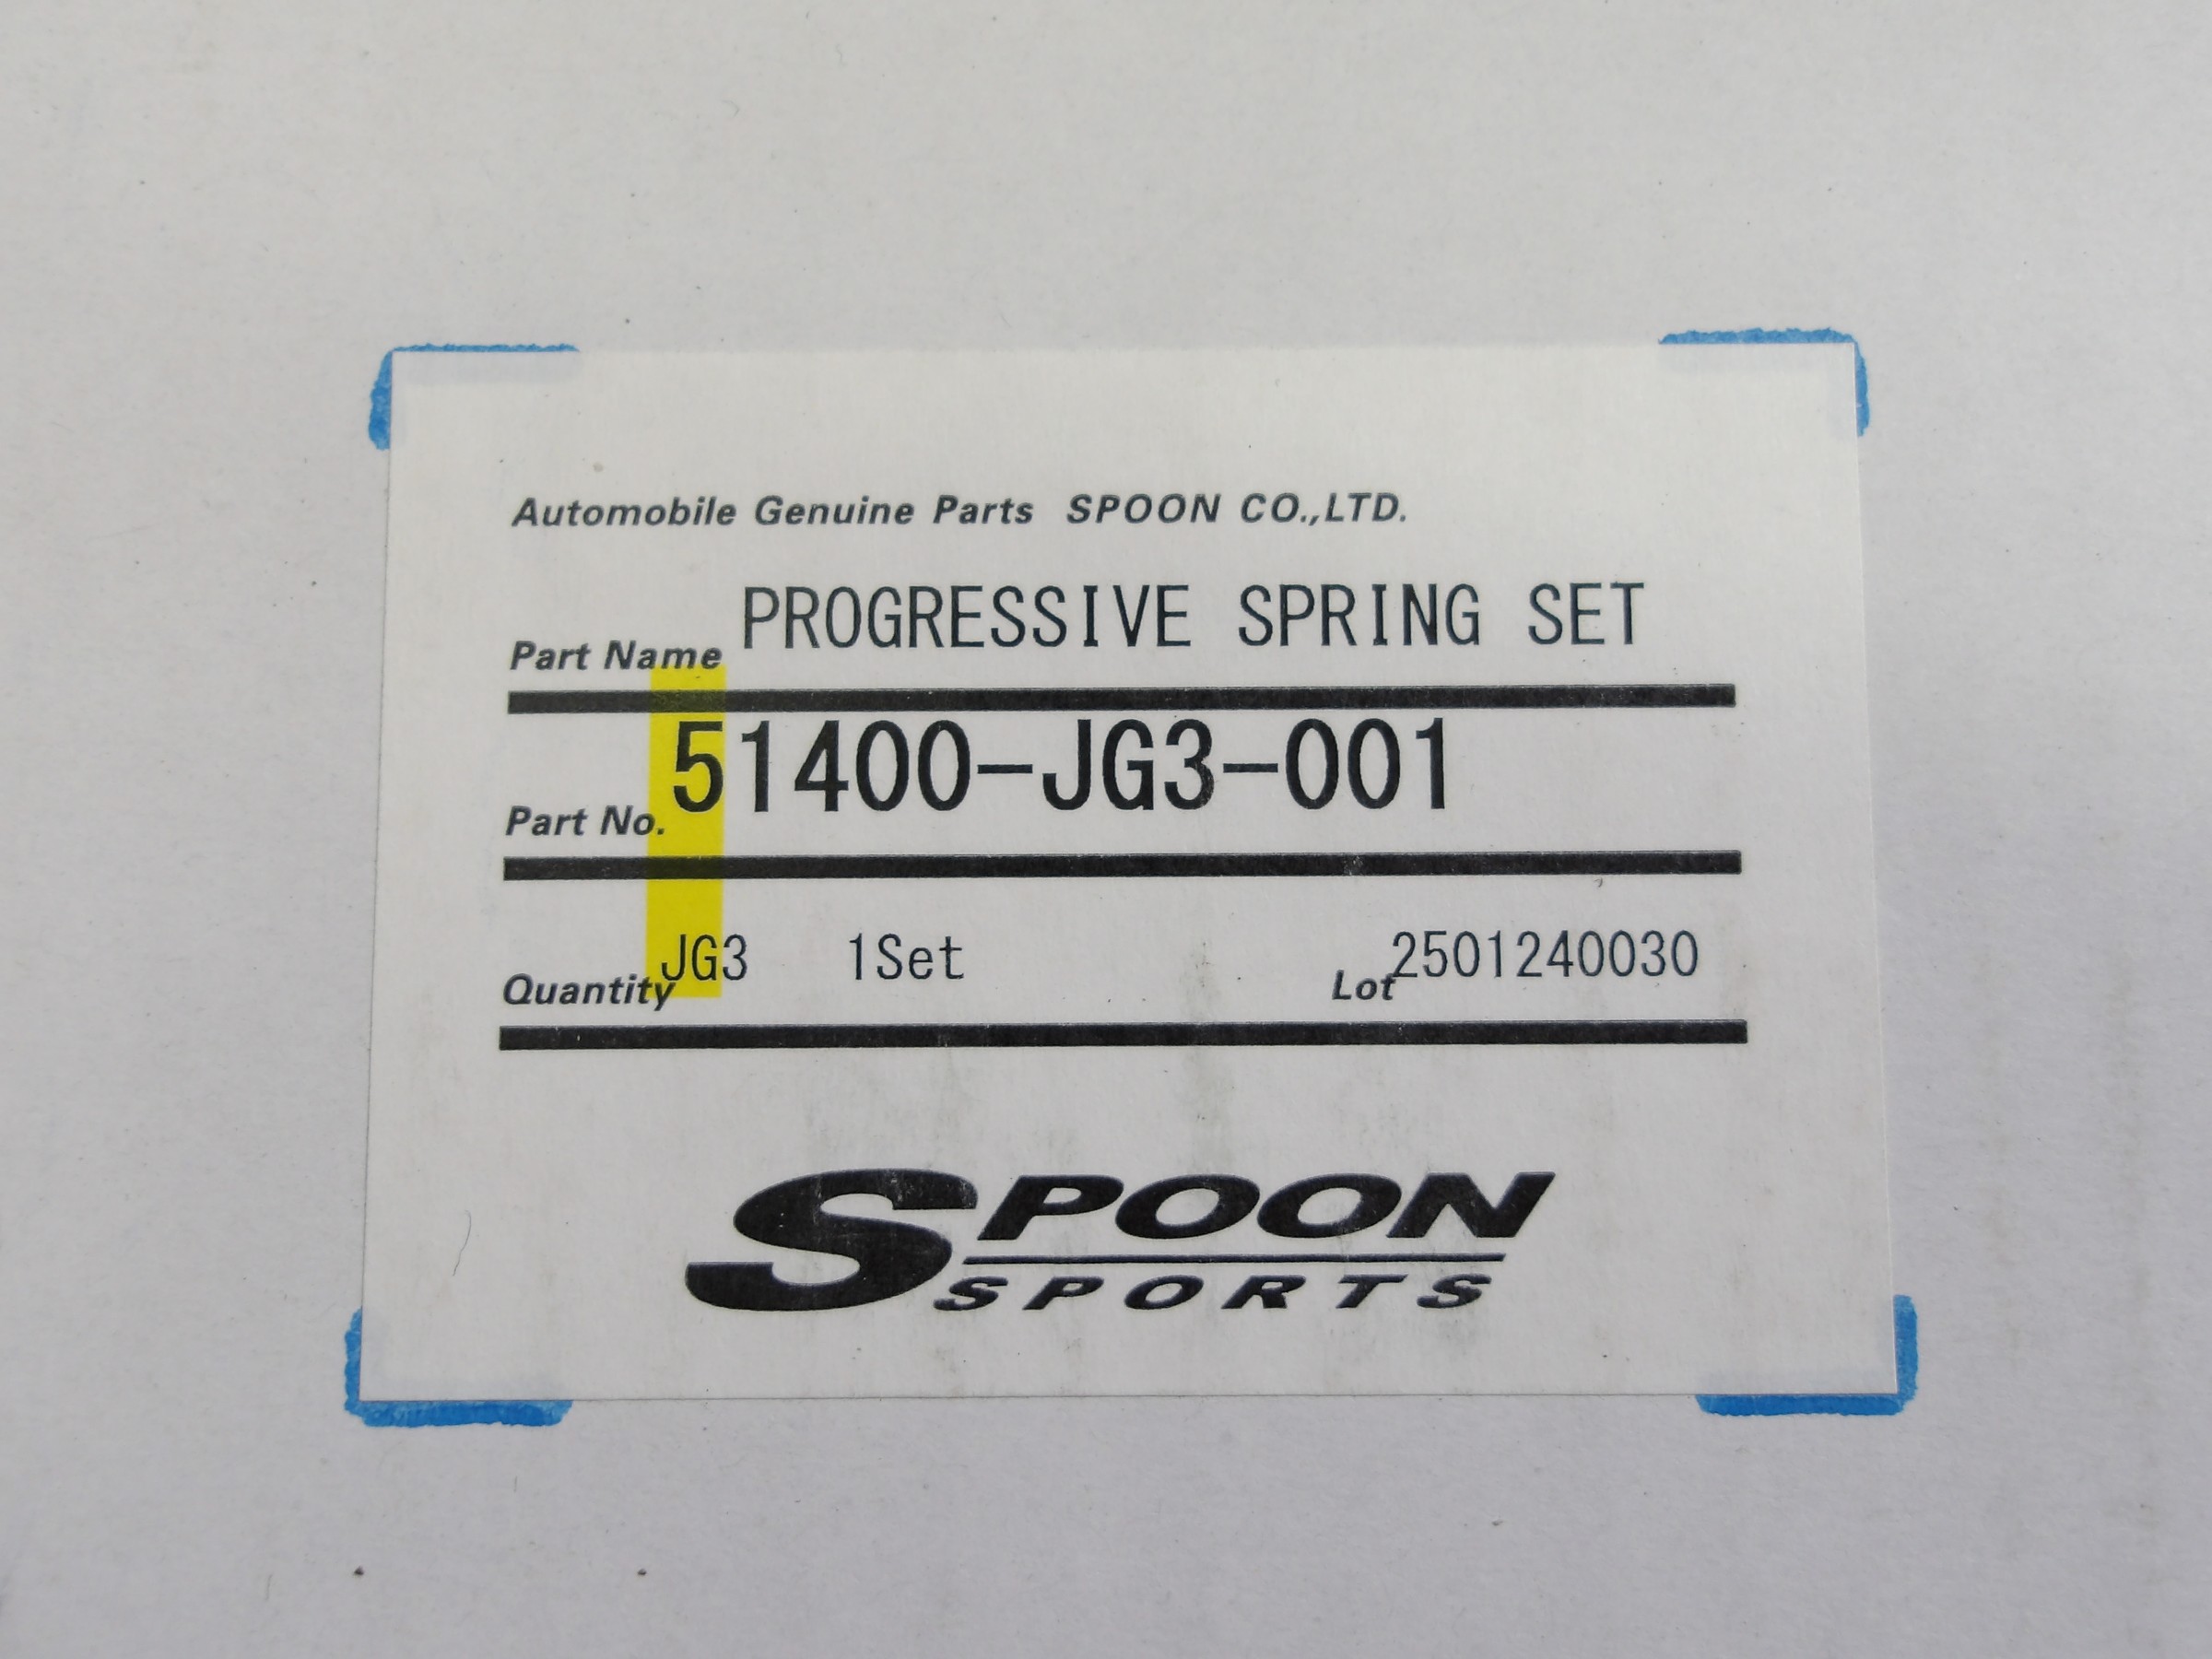 Automobile Genuine Parts SPOON CO.,LTD.
Part Name PROGRESSIVE SPRING SET
Part No. 51400-JG3-001
Quantity JG3 1Set Lot 2501240030
SPOON
SPORTS